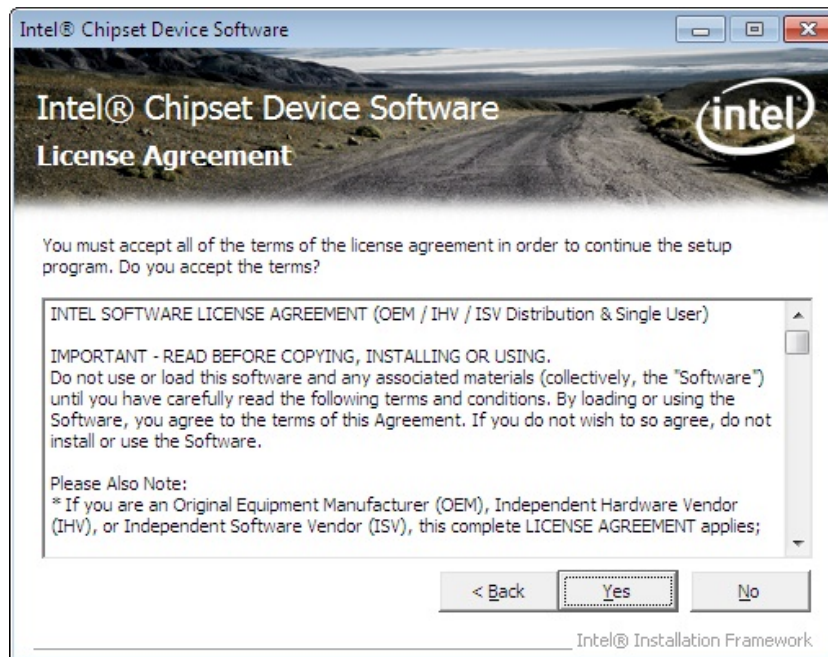 Intel® Chipset Device Software
Intel® Chipset Device Software
intel
License Agreement
You must accept all of the terms of the license agreement in order to continue the setup
program. Do you accept the terms?
INTEL SOFTWARE LICENSE AGREEMENT (OEM / IHV / ISV Distribution & Single User)
IMPORTANT - READ BEFORE COPYING, INSTALLING OR USING.
Do not use or load this software and any associated materials (collectively, the "Software")
until you have carefully read the following terms and conditions. By loading or using the
Software, you agree to the terms of this Agreement. If you do not wish to so agree, do not
install or use the Software.
Please Also Note:
* If you are an Original Equipment Manufacturer (OEM), Independent Hardware Vendor
(IHV), or Independent Software Vendor (ISV), this complete LICENSE AGREEMENT applies;
< Back
Yes
No
Intel® Installation Framework